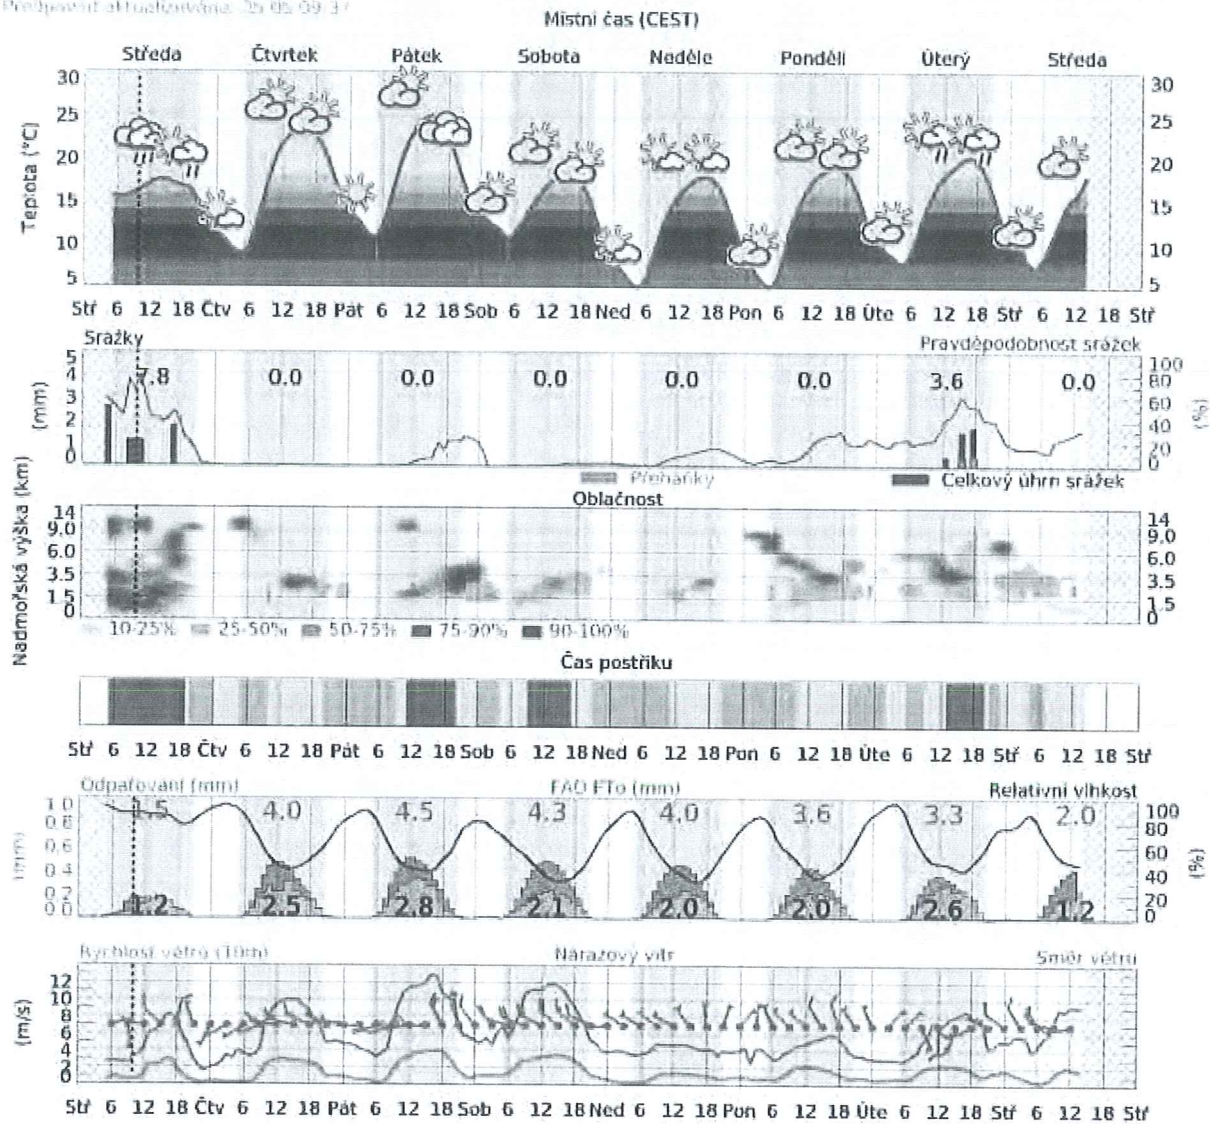 Předpověď aktualizována: 25.05 09:37
Místní čas (CEST)
Středa Čtvrtek Pátek Sobota Neděle Pondělí Úterý Středa
Teplota (°C)
30 30
25 25
20 20
15 15
10 10
5 5
Stř 6 12 18 Čtv 6 12 18 Pát 6 12 18 Sob 6 12 18 Ned 6 12 18 Pon 6 12 18 Úte 6 12 18 Stř 6 12 18 Stř
Srážky Pravděpodobnost srážek
(mm) (%)
5 100
4 80
3 60
2 40
1 20
0 0
7.8 0.0 0.0 0.0 0.0 0.0 3.6 0.0
Přeháňky Celkový úhrn srážek
Oblačnost
Nadmořská výška (km)
14 14
9.0 9.0
6.0 6.0
3.5 3.5
1.5 1.5
0 0
10-25% 25-50% 50-75% 75-90% 90-100%
Čas postřiku
Stř 6 12 18 Čtv 6 12 18 Pát 6 12 18 Sob 6 12 18 Ned 6 12 18 Pon 6 12 18 Úte 6 12 18 Stř 6 12 18 Stř
Odpařování (mm) FAO ETo (mm) Relativní vlhkost
(mm) (%)
1.0 100
0.8 80
0.6 60
0.4 40
0.2 20
0.0 0
1.5 4.0 4.5 4.3 4.0 3.6 3.3 2.0
1.2 2.5 2.8 2.1 2.0 2.0 2.6 1.2
Rychlost větru (10m) Nárazový vítr Směr větru
(m/s)
12
10
8
6
4
2
0
Stř 6 12 18 Čtv 6 12 18 Pát 6 12 18 Sob 6 12 18 Ned 6 12 18 Pon 6 12 18 Úte 6 12 18 Stř 6 12 18 Stř